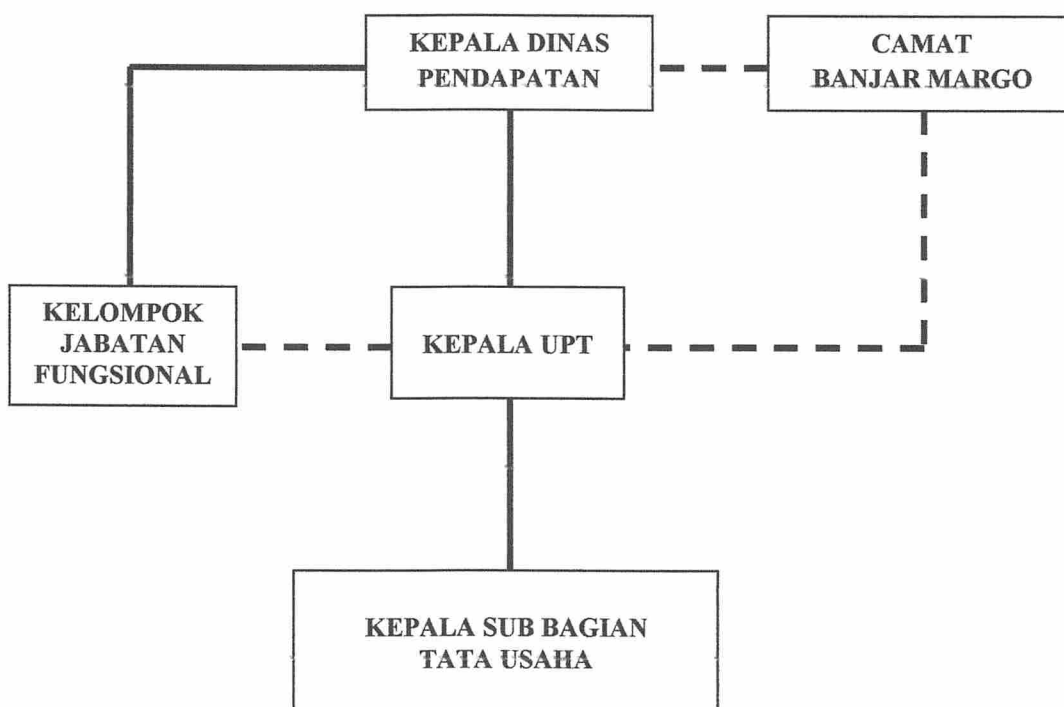 KEPALA DINAS
PENDAPATAN
CAMAT
BANJAR MARGO
KELOMPOK
JABATAN
FUNGSIONAL
KEPALA UPT
KEPALA SUB BAGIAN
TATA USAHA